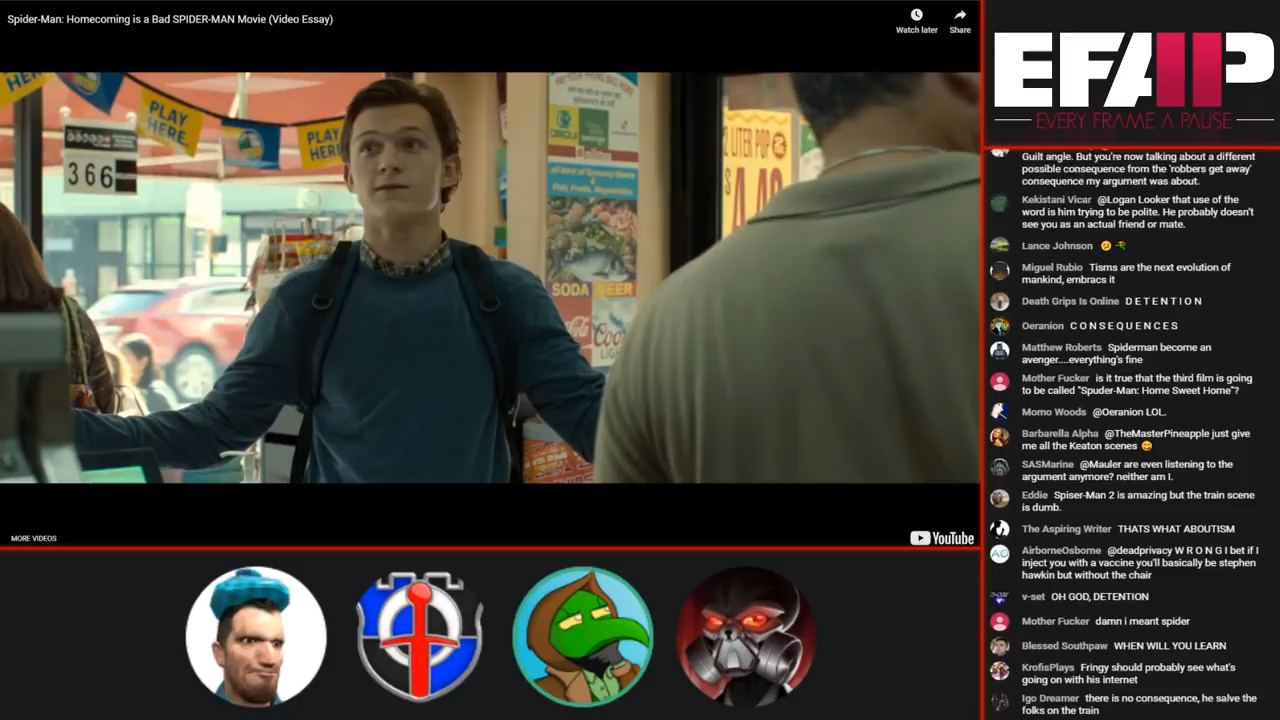 Spider-Man: Homecoming is a Bad SPIDER-MAN Movie (Video Essay)
Watch later
Share
HERE
PLAY
HERE.
PLAY
HERE
366
2 LITER POP
SODA
BEER
Coors
LIGHT
MORE VIDEOS
YouTube
EFAP
EVERY FRAME A PAUSE
Guilt angle. But you're now talking about a different
possible consequence from the 'robbers get away'
consequence my argument was about.
Kekistani Vicar @Logan Looker that use of the
word is him trying to be polite. He probably doesn't
see you as an actual friend or mate.
Lance Johnson
Miguel Rubio Tisms are the next evolution of
mankind, embracs it
Death Grips Is Online D E T E N T I O N
Oeranion C O N S E Q U E N C E S
Matthew Roberts Spiderman become an
avenger....everything's fine
Mother Fucker is it true that the third film is going
to be called "Spuder-Man: Home Sweet Home"?
Momo Woods @Oeranion LOL.
Barbarella Alpha @TheMasterPineapple just give
me all the Keaton scenes
SASMarine @Mauler are even listening to the
argument anymore? neither am I.
Eddie Spiser-Man 2 is amazing but the train scene
is dumb.
The Aspiring Writer THATS WHAT ABOUTISM
AirborneOsborne @deadprivacy W R O N G I bet if I
inject you with a vaccine you'll basically be stephen
hawkin but without the chair
v-set OH GOD, DETENTION
Mother Fucker damn i meant spider
Blessed Southpaw WHEN WILL YOU LEARN
KrofisPlays Fringy should probably see what's
going on with his internet
Igo Dreamer there is no consequence, he salve the
folks on the train